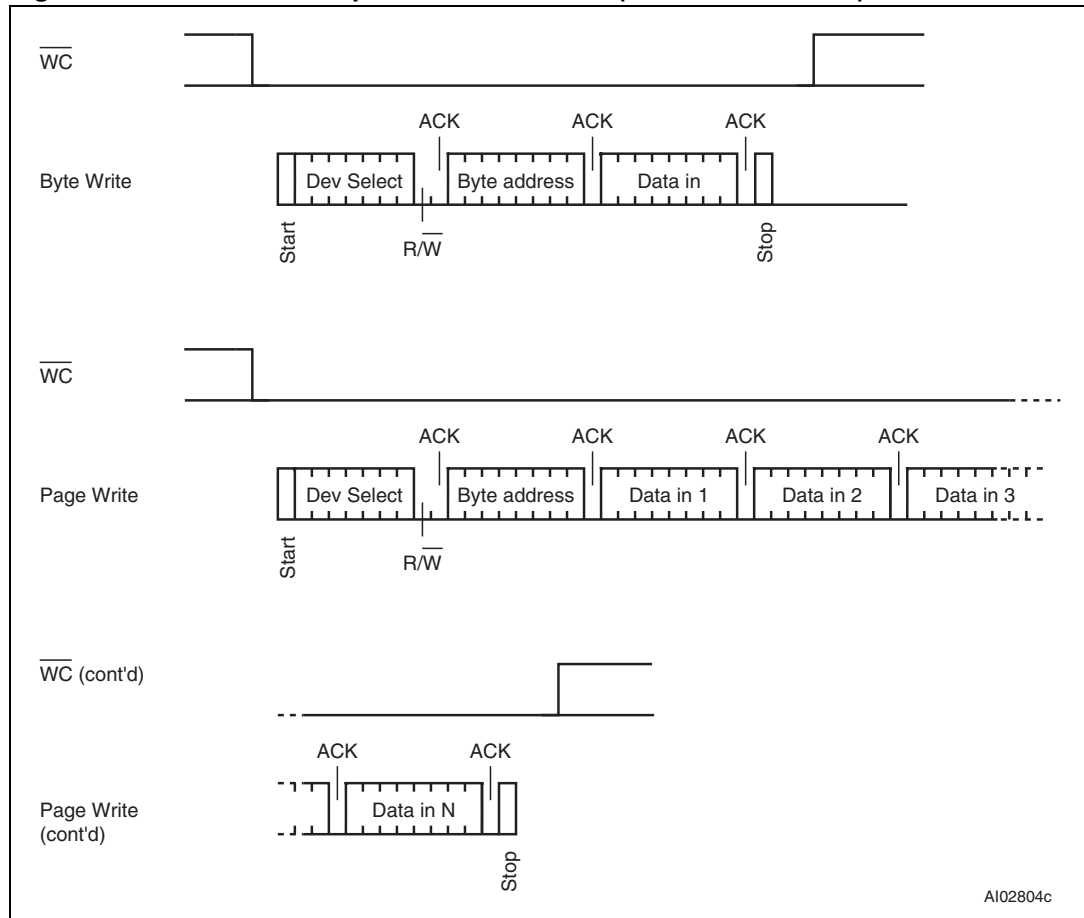 WC
ACK ACK ACK
Byte Write Dev Select Byte address Data in
Start R/W Stop
WC
ACK ACK ACK ACK
Page Write Dev Select Byte address Data in 1 Data in 2 Data in 3
Start R/W
WC (cont'd)
ACK ACK
Page Write Data in N
(cont'd)
Stop
AI02804c